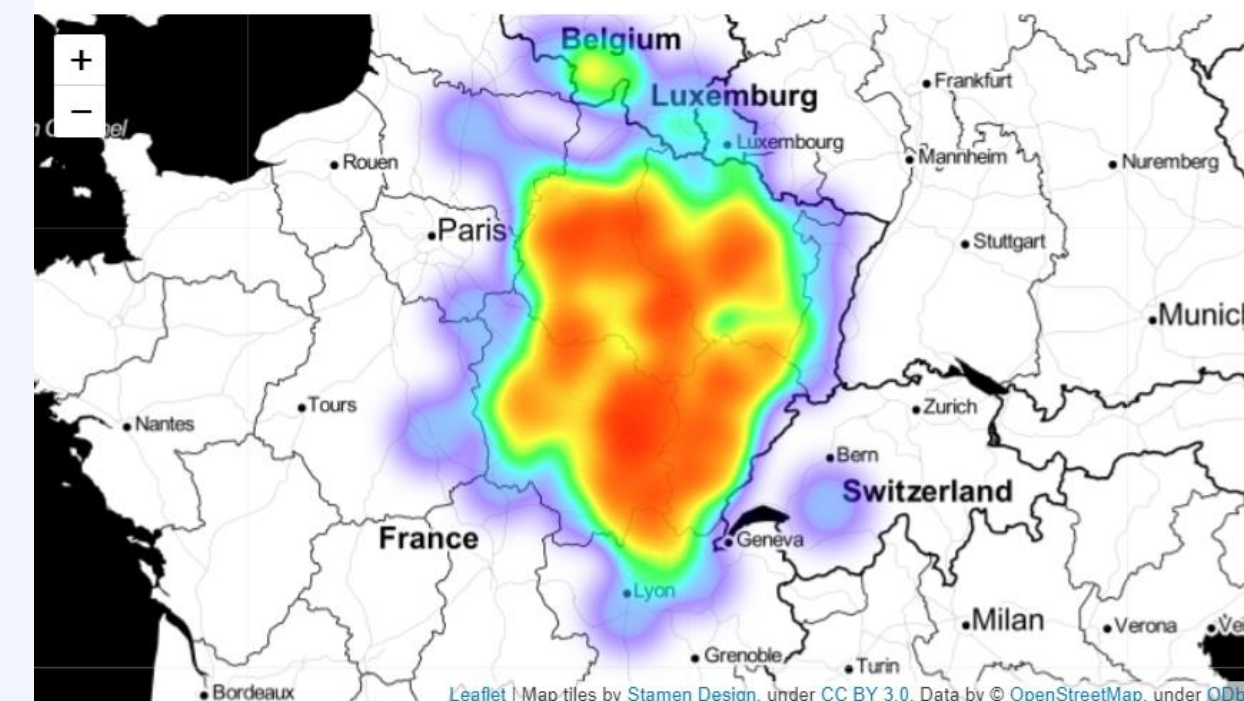 +
−
Belgium
Luxemburg
Frankfurt
Luxembourg
Mannheim
Nuremberg
Rouen
Paris
Stuttgart
Munich
Tours
Nantes
Zurich
Bern
Switzerland
France
Geneva
Lyon
Milan
Verona
Grenoble
Turin
Bordeaux
Leaflet | Map tiles by Stamen Design, under CC BY 3.0. Data by © OpenStreetMap, under ODb